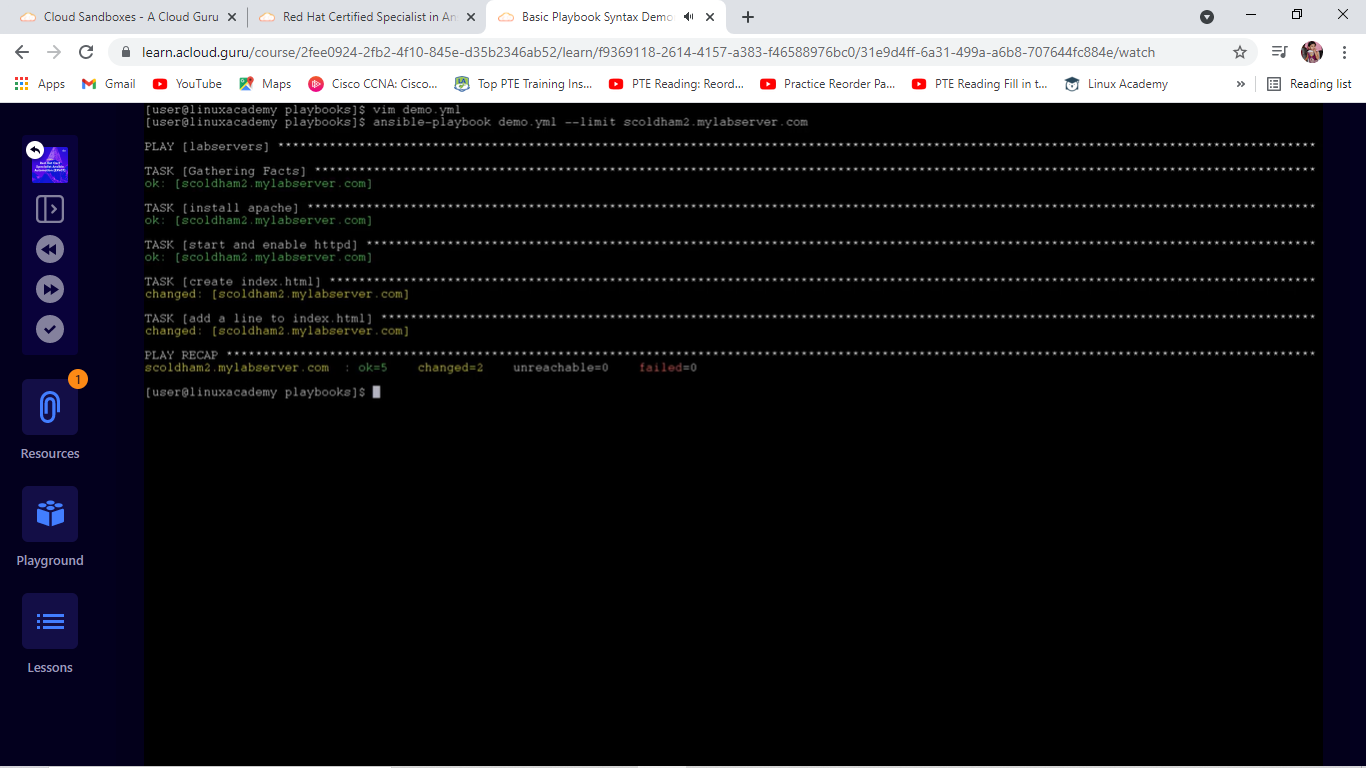 Cloud Sandboxes - A Cloud Guru
Red Hat Certified Specialist in An
Basic Playbook Syntax Demo
learn.acloud.guru/course/2fee0924-2fb2-4f10-845e-d35b2346ab52/learn/f9369118-2614-4157-a383-f46588976bc0/31e9d4ff-6a31-499a-a6b8-707644fc884e/watch
Apps Gmail YouTube Maps Cisco CCNA: Cisco... Top PTE Training Ins... PTE Reading: Reord... Practice Reorder Pa... PTE Reading Fill in t... Linux Academy » Reading list
[user@linuxacademy playbooks]$ vim demo.yml
[user@linuxacademy playbooks]$ ansible-playbook demo.yml --limit scoldham2.mylabserver.com
PLAY [labservers] ****************************************************************
TASK [Gathering Facts] ****************************************************************
ok: [scoldham2.mylabserver.com]
TASK [install apache] ****************************************************************
ok: [scoldham2.mylabserver.com]
TASK [start and enable httpd] ****************************************************************
ok: [scoldham2.mylabserver.com]
TASK [create index.html] ****************************************************************
changed: [scoldham2.mylabserver.com]
TASK [add a line to index.html] ****************************************************************
changed: [scoldham2.mylabserver.com]
PLAY RECAP ****************************************************************
scoldham2.mylabserver.com : ok=5 changed=2 unreachable=0 failed=0
[user@linuxacademy playbooks]$
1
Resources
Playground
Lessons